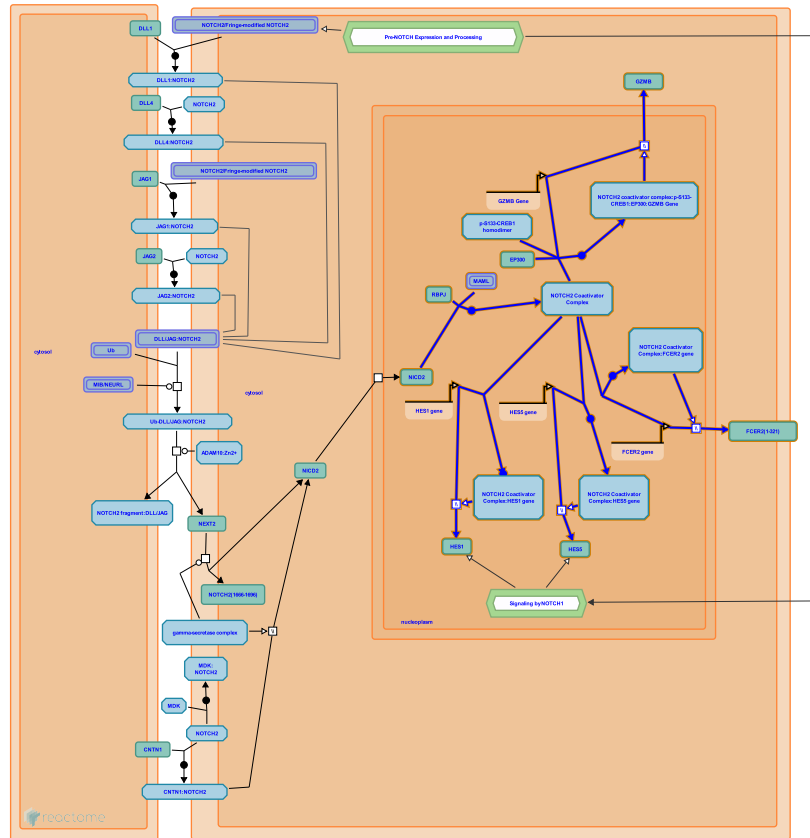 DLL1
NOTCH2/Fringe-modified NOTCH2
Pre-NOTCH Expression and Processing
DLL1:NOTCH2
GZMB
DLL4
NOTCH2
DLL4:NOTCH2
NOTCH2/Fringe-modified NOTCH2
JAG1
GZMB Gene
NOTCH2 coactivator complex:p-S133-
CREB1:EP300:GZMB Gene
JAG1:NOTCH2
p-S133-CREB1
homodimer
JAG2
NOTCH2
EP300
MAML
RBPJ
JAG2:NOTCH2
NOTCH2 Coactivator
Complex
DLL/JAG:NOTCH2
Ub
cytosol
NOTCH2 Coactivator
Complex:FCER2 gene
MIB/NEURL
NICD2
cytosol
HES1 gene
HES5 gene
Ub-DLL/JAG:NOTCH2
FCER2(1-321)
ADAM10:Zn2+
FCER2 gene
NICD2
NOTCH2 fragment::DLL/JAG
NOTCH2 Coactivator
Complex:HES1 gene
NOTCH2 Coactivator
Complex:HES5 gene
NEXT2
HES1
HES5
NOTCH2(1666-1696)
Signaling by NOTCH1
nucleoplasm
gamma-secretase complex
MDK:
NOTCH2
MDK
NOTCH2
CNTN1
CNTN1:NOTCH2
reactome